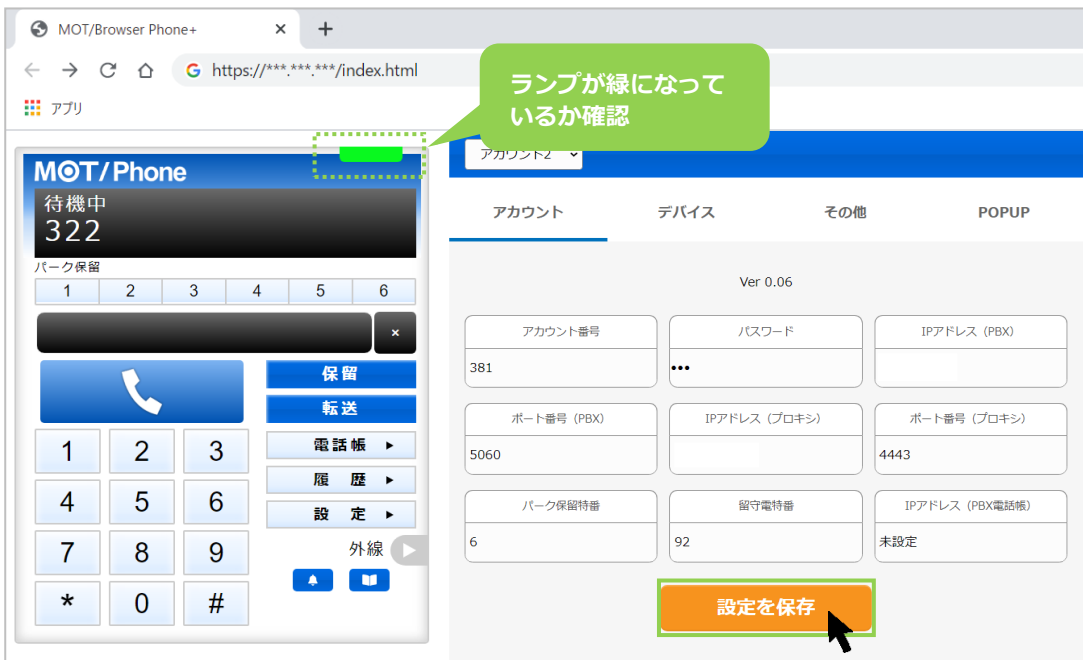 MOT/Browser Phone+
https://***.***.***/index.html
アプリ
ランプが緑になって
いるか確認
MOT/Phone
待機中
322
パーク保留
1 2 3 4 5 6
×
保留
転送
電話帳
履歴
設定
外線
1 2 3
4 5 6
7 8 9
* 0 #
アカウント2
アカウント デバイス その他 POPUP
Ver 0.06
アカウント番号 パスワード IPアドレス（PBX）
381 •••
ポート番号（PBX） IPアドレス（プロキシ） ポート番号（プロキシ）
5060 4443
パーク保留特番 留守電特番 IPアドレス（PBX電話帳）
6 92 未設定
設定を保存